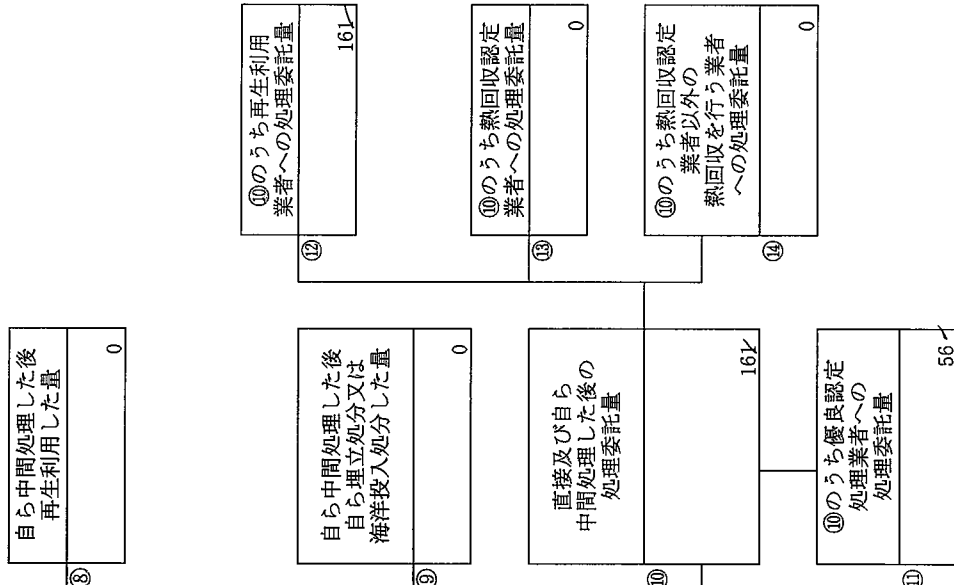 ⑧
自ら中間処理した後
再生利用した量
0
⑨
自ら中間処理した後
自ら埋立処分又は
海洋投入処分した量
0
⑩
直接及び自ら
中間処理した後の
処理委託量
161
⑪
⑩のうち優良認定
処理業者への
処理委託量
56
⑫
⑩のうち再生利用
業者への処理委託量
161
⑬
⑩のうち熱回収認定
業者への処理委託量
0
⑭
⑩のうち熱回収認定
業者以外の
熱回収を行う業者
への処理委託量
0